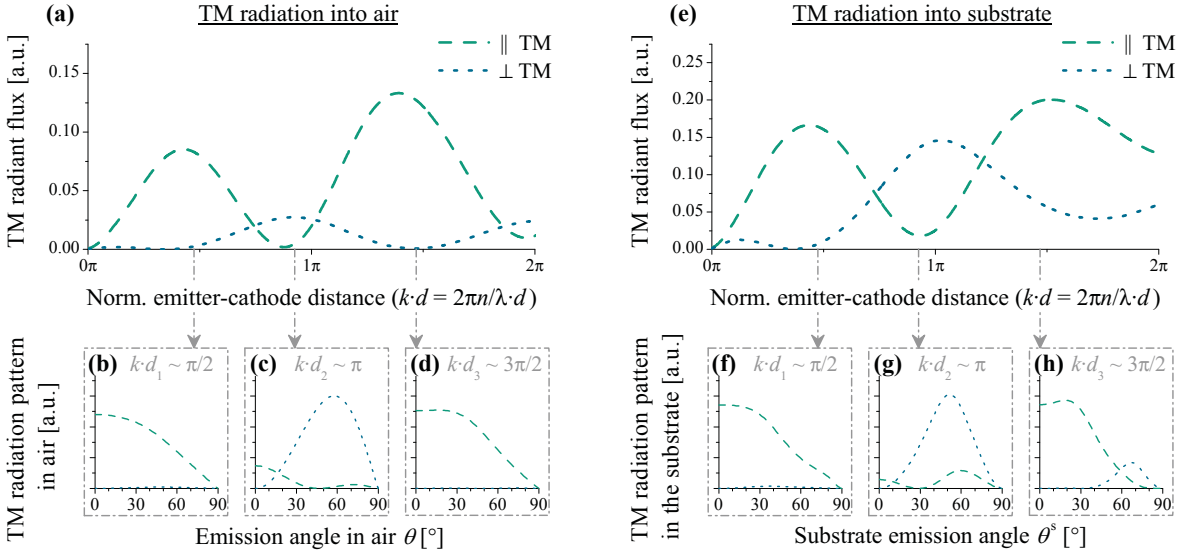 (a)
TM radiation into air
TM radiant flux [a.u.]
0.15
0.10
0.05
0.00
|| TM
⊥ TM
0π
1π
2π
Norm. emitter-cathode distance (k·d = 2πn/λ·d)
TM radiation pattern
in air [a.u.]
(b)
k·d1 ~ π/2
0 30 60 90
(c)
k·d2 ~ π
0 30 60 90
(d)
k·d3 ~ 3π/2
0 30 60 90
Emission angle in air θ [°]
(e)
TM radiation into substrate
TM radiant flux [a.u.]
0.25
0.20
0.15
0.10
0.05
0.00
|| TM
⊥ TM
0π
1π
2π
Norm. emitter-cathode distance (k·d = 2πn/λ·d)
TM radiation pattern
in the substrate [a.u.]
(f)
k·d1 ~ π/2
0 30 60 90
(g)
k·d2 ~ π
0 30 60 90
(h)
k·d3 ~ 3π/2
0 30 60 90
Substrate emission angle θˢ [°]